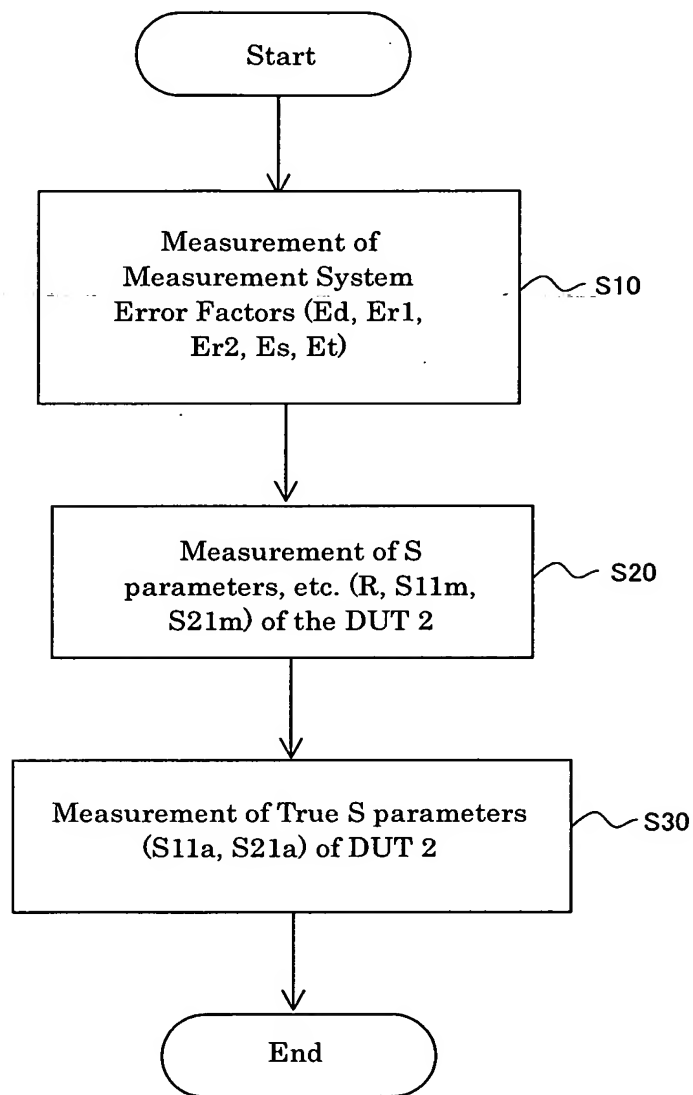 Start
Measurement of
Measurement System
Error Factors (Ed, Er1,
Er2, Es, Et)
S10
Measurement of S
parameters, etc. (R, S11m,
S21m) of the DUT 2
S20
Measurement of True S parameters
(S11a, S21a) of DUT 2
S30
End